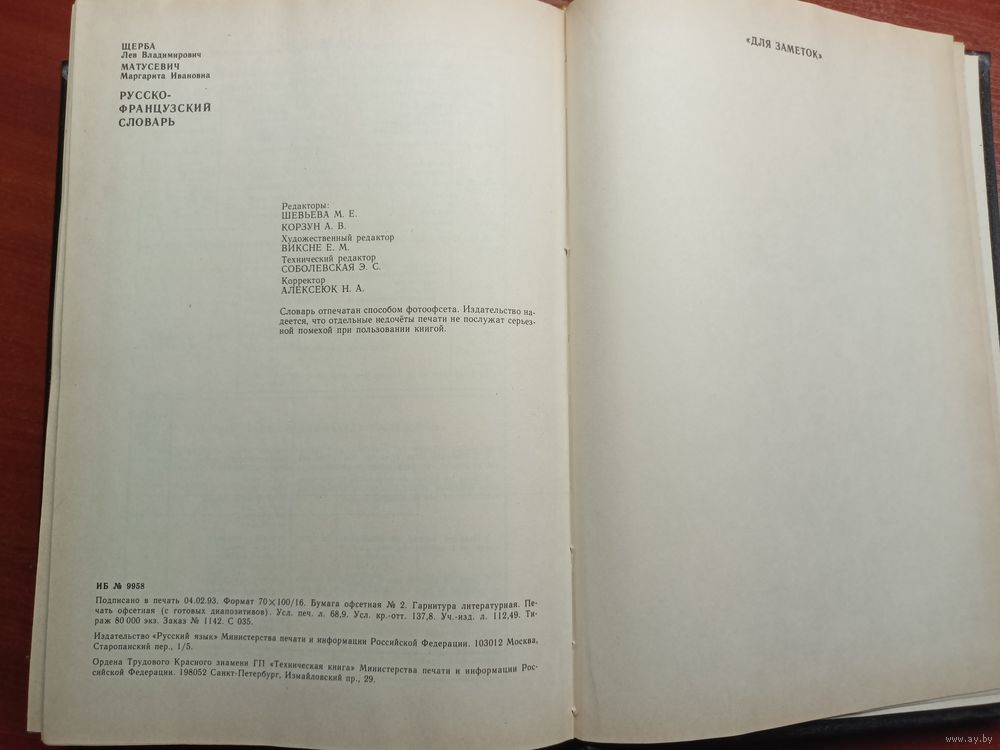 ЩЕРБА
Лев Владимирович
МАТУСЕВИЧ
Маргарита Ивановна
РУССКО-
ФРАНЦУЗСКИЙ
СЛОВАРЬ
Редакторы:
ШЕВЬЕВА М. Е.
КОРЗУН А. В.
Художественный редактор
ВИКСНЕ Е. М.
Технический редактор
СОБОЛЕВСКАЯ Э. С.
Корректор
АЛЕКСЕЮК Н. А.
Словарь отпечатан способом фотоофсета. Издательство на-
деется, что отдельные недочёты печати не послужат серьез-
ной помехой при пользовании книгой.
ИБ № 9958
Подписано в печать 04.02.93. Формат 70×100/16. Бумага офсетная № 2. Гарнитура литературная. Пе-
чать офсетная (с готовых диапозитивов). Усл. печ. л. 68,9. Усл. кр.-отт. 137,8. Уч.-изд. л. 112,49. Ти-
раж 80 000 экз. Заказ № 1142. С 035.
Издательство «Русский язык» Министерства печати и информации Российской Федерации. 103012 Москва,
Старопанский пер., 1/5.
Ордена Трудового Красного знамени ГП «Техническая книга» Министерства печати и информации Рос-
сийской Федерации. 198052 Санкт-Петербург, Измайловский пр., 29.
«ДЛЯ ЗАМЕТОК»
www.ay.by